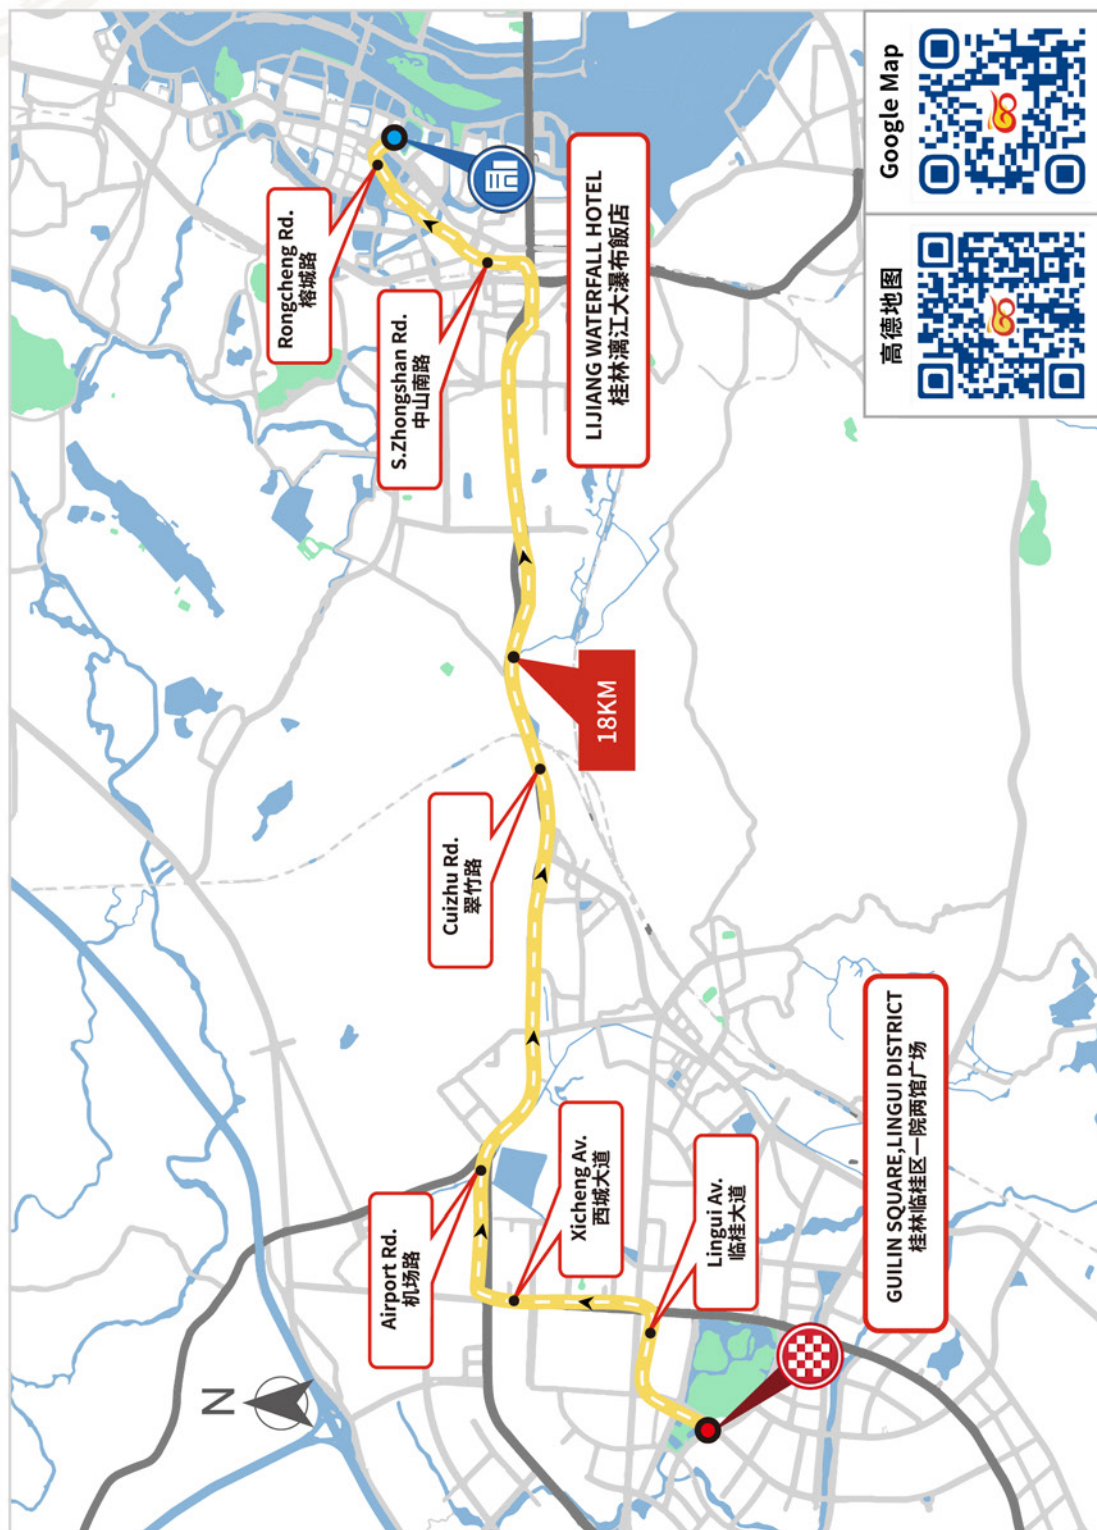 Google Map
高德地图
Rongcheng Rd.
榕城路
S.Zhongshan Rd.
中山南路
LIJIANG WATERFALL HOTEL
桂林漓江大瀑布飯店
18KM
Cuizhu Rd.
翠竹路
Airport Rd.
机场路
Xicheng Av.
西城大道
Lingui Av.
临桂大道
GUILIN SQUARE,LINGUI DISTRICT
桂林临桂区一院两馆广场
N